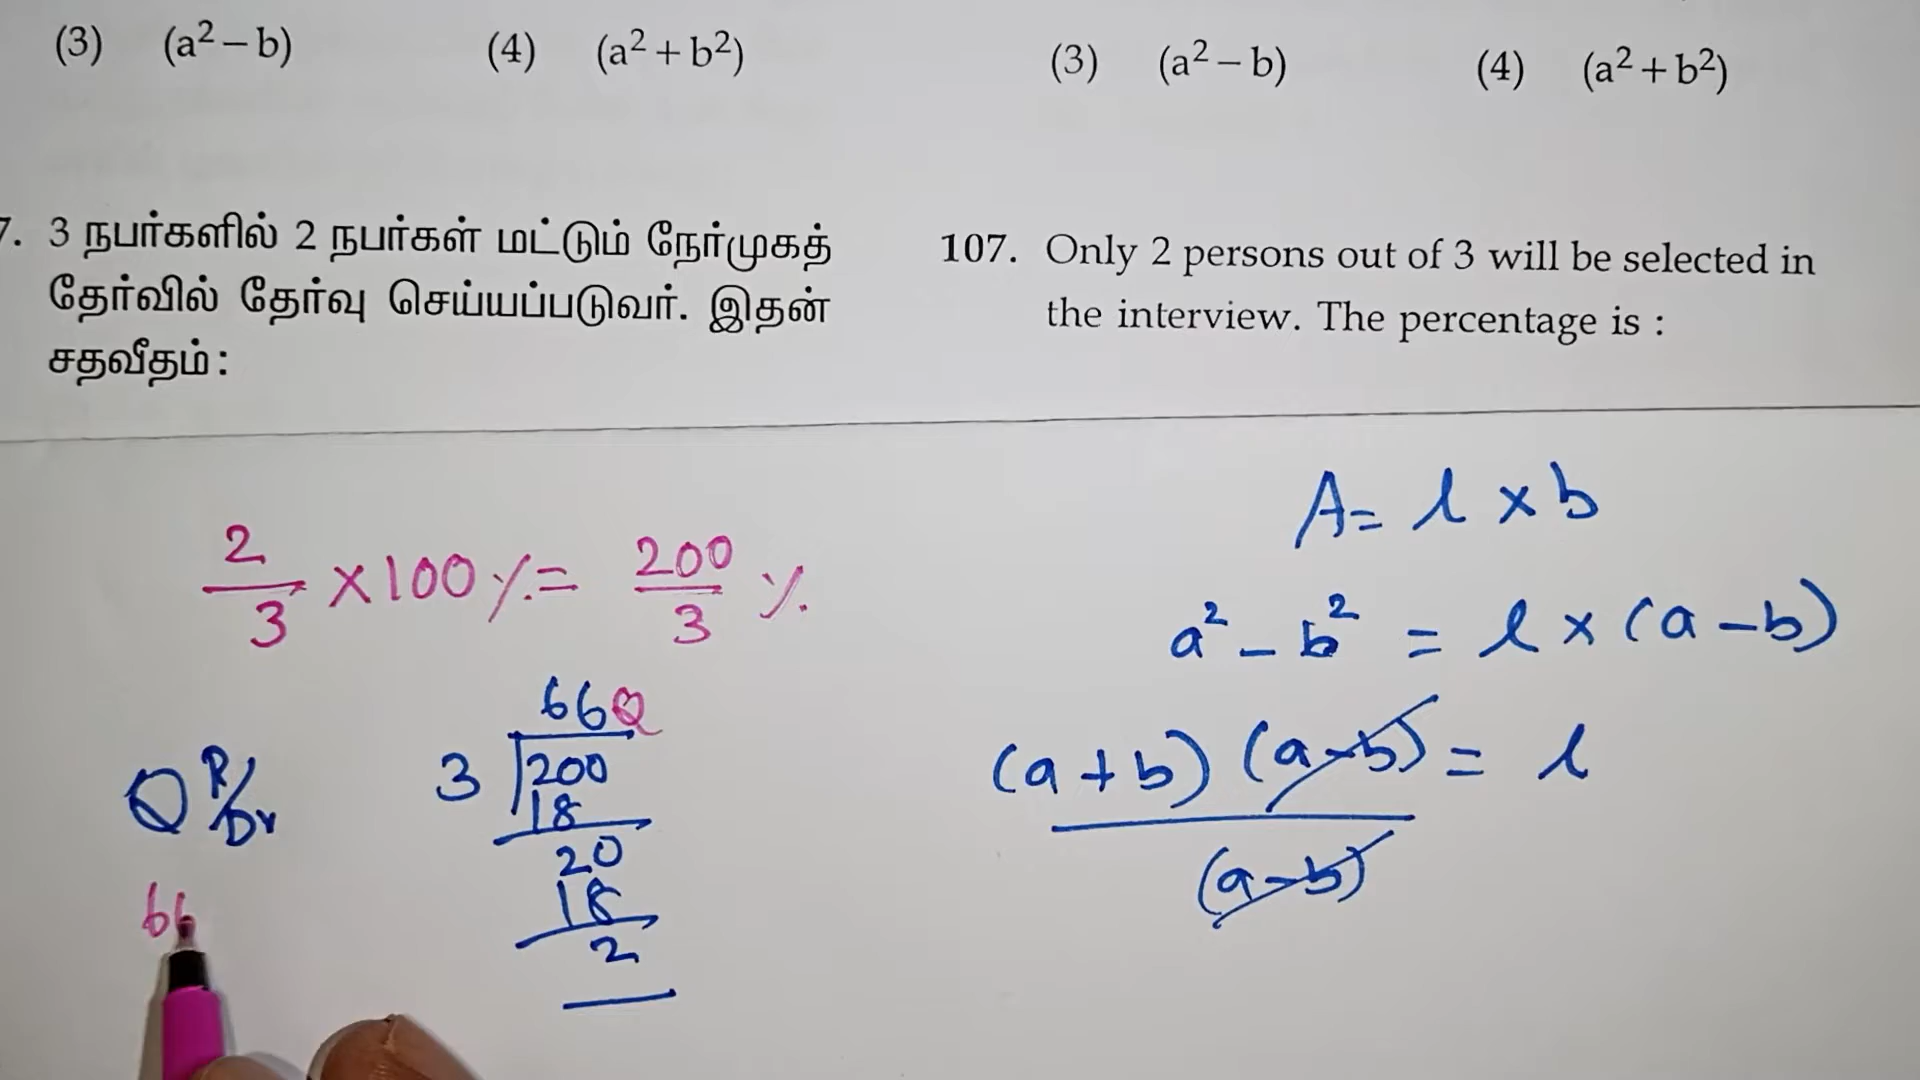 (3) (a² – b) (4) (a² + b²)
7. 3 நபர்களில் 2 நபர்கள் மட்டும் நேர்முகத்
தேர்வில் தேர்வு செய்யப்படுவர். இதன்
சதவீதம் :
(3) (a² – b) (4) (a² + b²)
107. Only 2 persons out of 3 will be selected in
the interview. The percentage is :
2/3 × 100 % = 200/3 %
66Q
3 200
18
20
18
2
Q R/Dr
66
A = l × b
a² – b² = l × (a – b)
(a + b) (a – b) / (a – b) = l